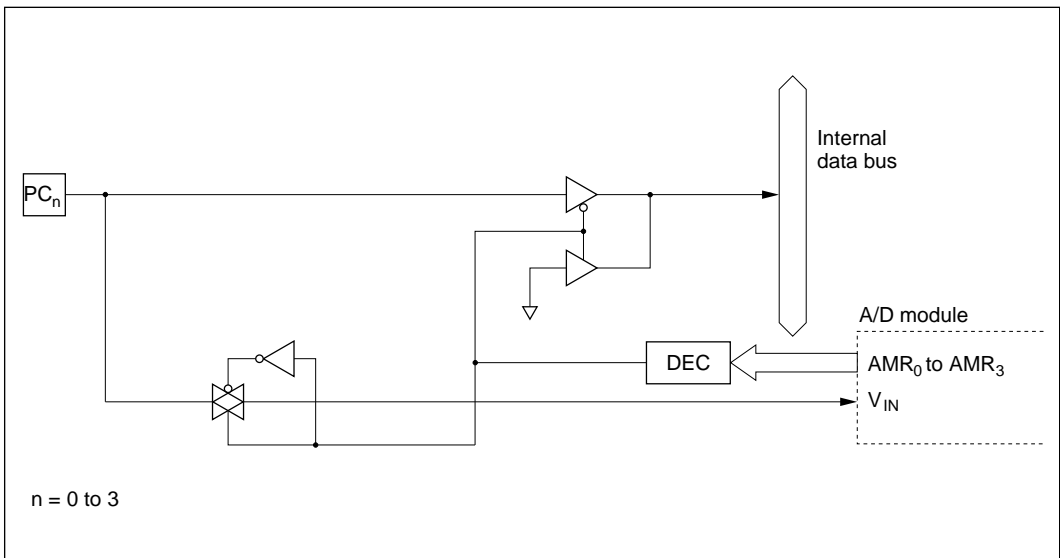 Internal
data bus
PCn
A/D module
DEC
AMR0 to AMR3
VIN
n = 0 to 3